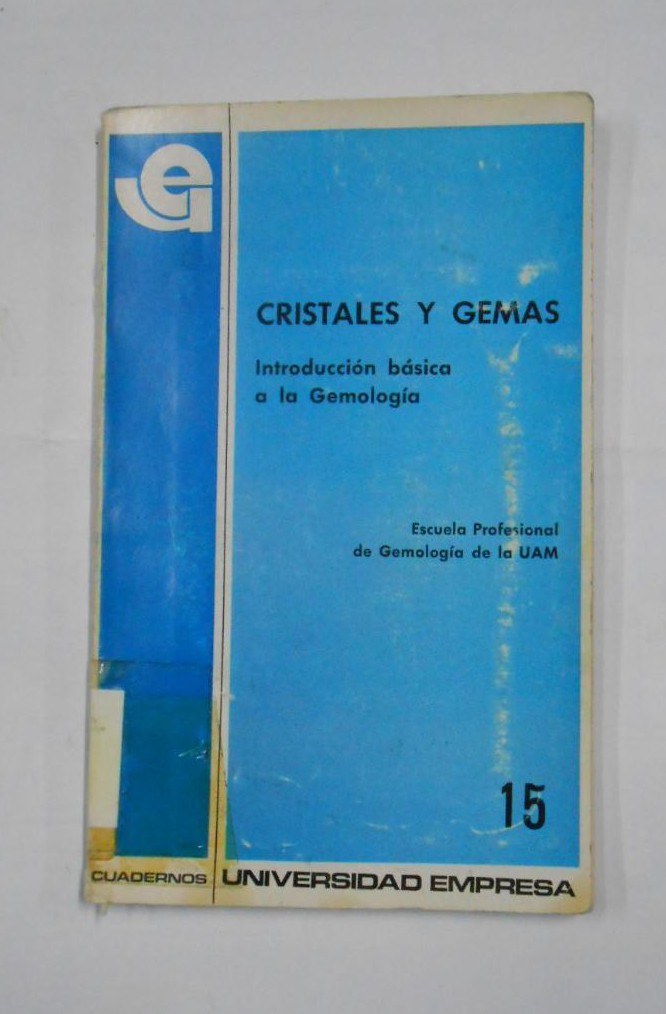 CRISTALES Y GEMAS
Introducción básica
a la Gemología
Escuela Profesional
de Gemología de la UAM
15
CUADERNOS UNIVERSIDAD EMPRESA